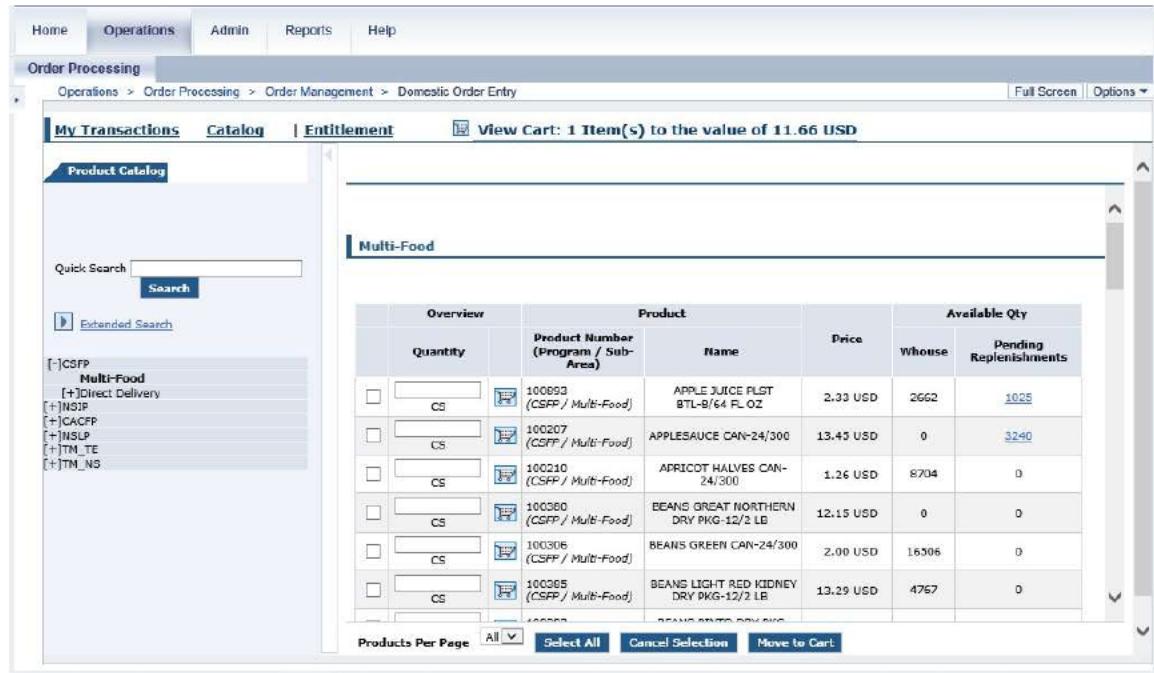 Home Operations Admin Reports Help
Order Processing
Operations > Order Processing > Order Management > Domestic Order Entry Full Screen Options
My Transactions Catalog | Entitlement View Cart: 1 Item(s) to the value of 11.66 USD
Product Catalog
Multi-Food
Quick Search
Search
Extended Search
[-]CSFP
Multi-Food
[+]Direct Delivery
[+]NSIP
[+]CACFP
[+]NSLP
[+]TM_TE
[+]TM_NS
Overview Product Price Available Qty
Quantity Product Number (Program / Sub-Area) Name Whouse Pending Replenishments
CS 100893 (CSFP / Multi-Food) APPLE JUICE PLST BTL-8/64 FL OZ 2.33 USD 2662 1025
CS 100207 (CSFP / Multi-Food) APPLESAUCE CAN-24/300 13.45 USD 0 3240
CS 100210 (CSFP / Multi-Food) APRICOT HALVES CAN-24/300 1.26 USD 8704 0
CS 100380 (CSFP / Multi-Food) BEANS GREAT NORTHERN DRY PKG-12/2 LB 12.15 USD 0 0
CS 100306 (CSFP / Multi-Food) BEANS GREEN CAN-24/300 2.00 USD 16506 0
CS 100385 (CSFP / Multi-Food) BEANS LIGHT RED KIDNEY DRY PKG-12/2 LB 13.29 USD 4767 0
Products Per Page All Select All Cancel Selection Move to Cart